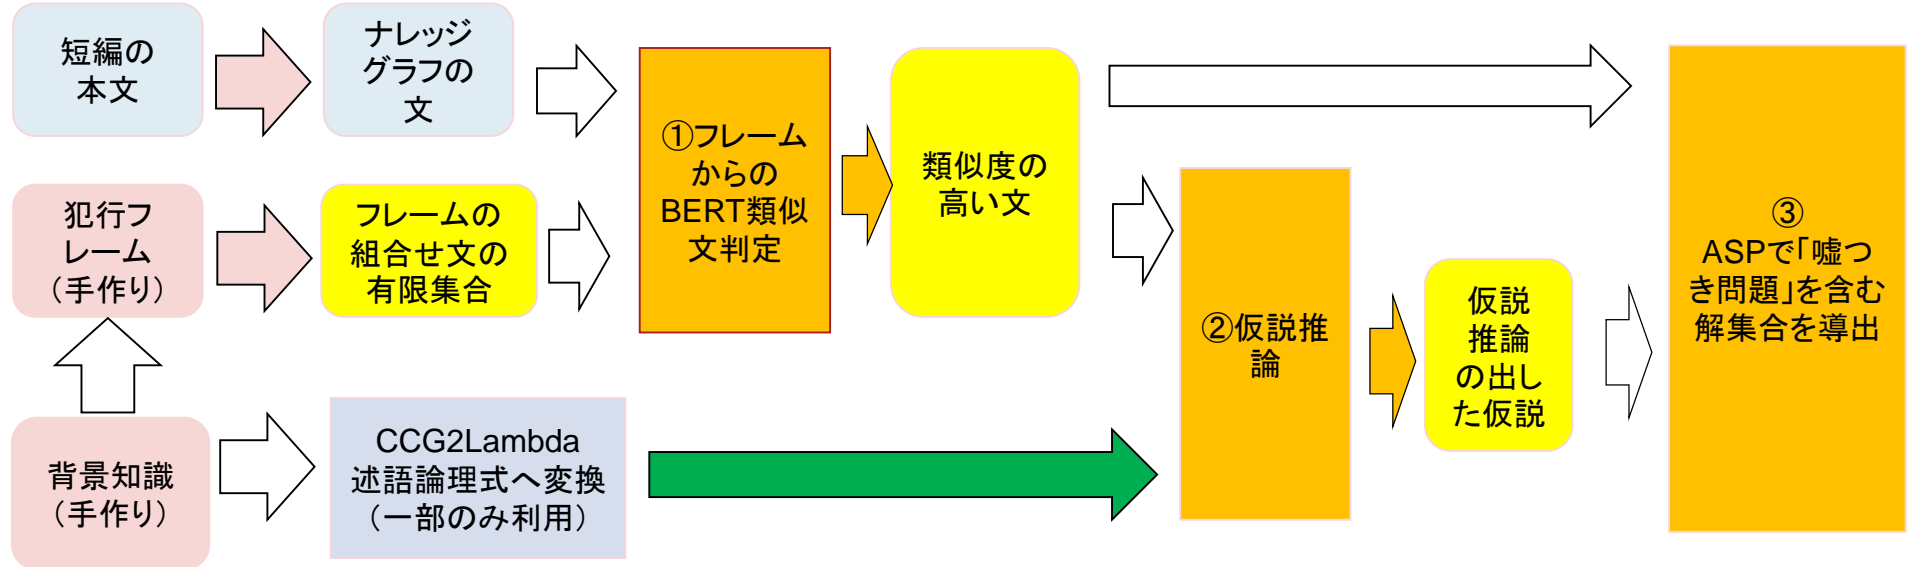 短編の
本文
ナレッジ
グラフの
文
①フレーム
からの
BERT類似
文判定
類似度の
高い文
犯行フ
レーム
（手作り）
フレームの
組合せ文の
有限集合
②仮説推
論
仮説
推論
の出し
た仮説
③
ASPで「嘘つ
き問題」を含む
解集合を導出
背景知識
（手作り）
CCG2Lambda
述語論理式へ変換
（一部のみ利用）